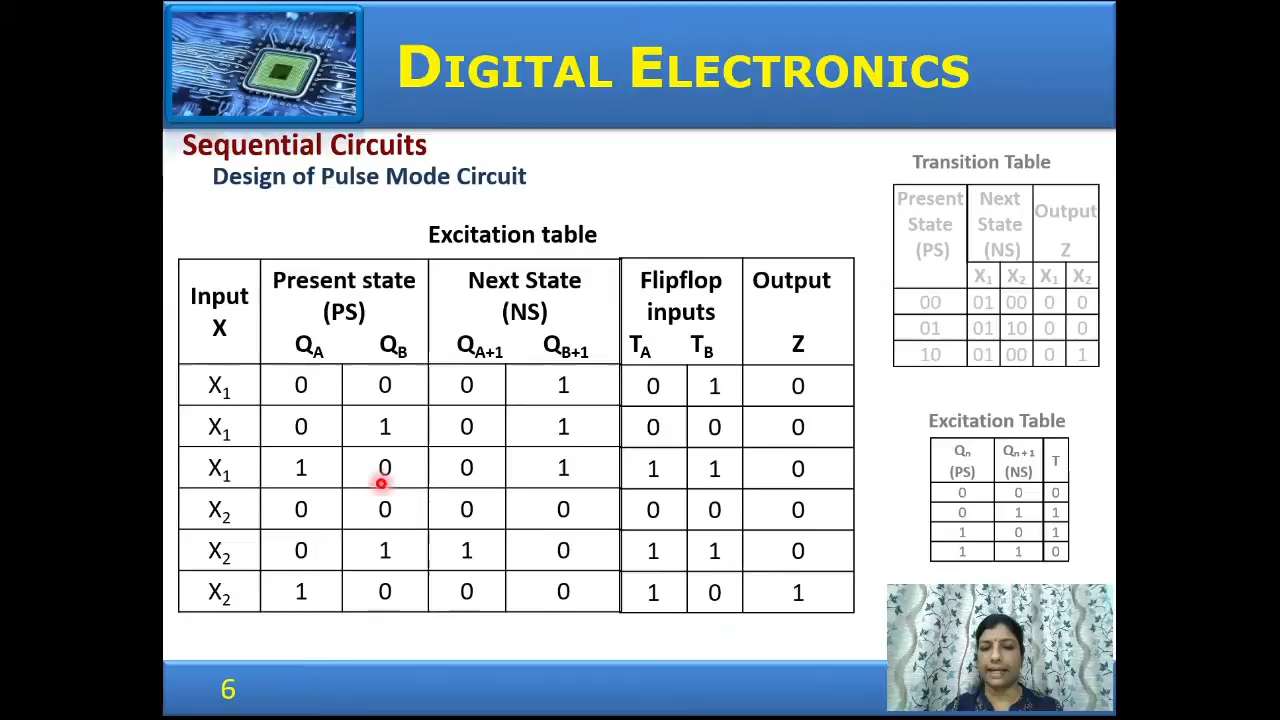 DIGITAL ELECTRONICS
Sequential Circuits
Design of Pulse Mode Circuit
Excitation table
Input X Present state (PS) Next State (NS) Flipflop inputs Output
Q_A Q_B Q_A+1 Q_B+1 T_A T_B Z
X₁ 0 0 0 1 0 1 0
X₁ 0 1 0 1 0 0 0
X₁ 1 0 0 1 1 1 0
X₂ 0 0 0 0 0 0 0
X₂ 0 1 1 0 1 1 0
X₂ 1 0 0 0 1 0 1
Transition Table
Present State (PS) Next State (NS) Output Z
X₁ X₂ X₁ X₂
00 01 00 0 0
01 01 10 0 0
10 01 00 0 1
Excitation Table
Qₙ (PS) Qₙ₊₁ (NS) T
0 0 0
0 1 1
1 0 1
1 1 0
6